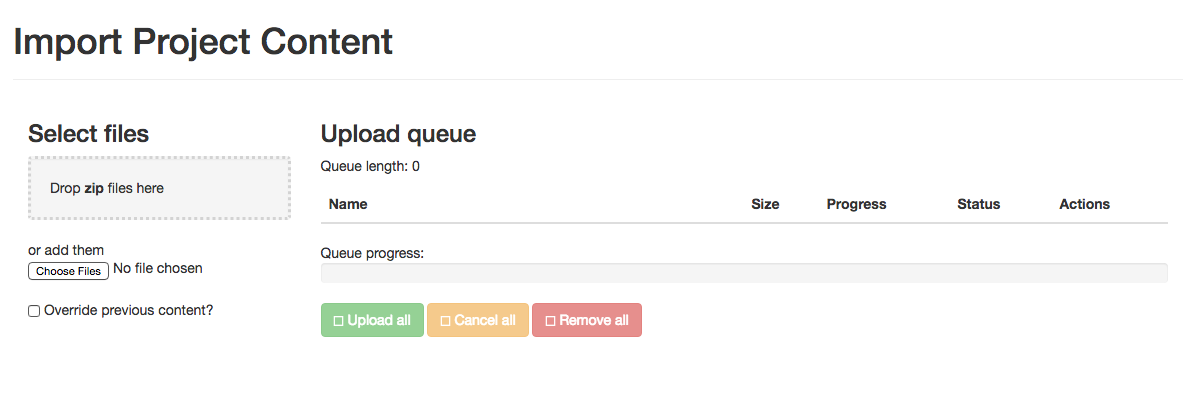 Import Project Content
Select files
Drop zip files here
or add them
Choose Files No file chosen
Override previous content?
Upload queue
Queue length: 0
Name Size Progress Status Actions
Queue progress:
Upload all Cancel all Remove all